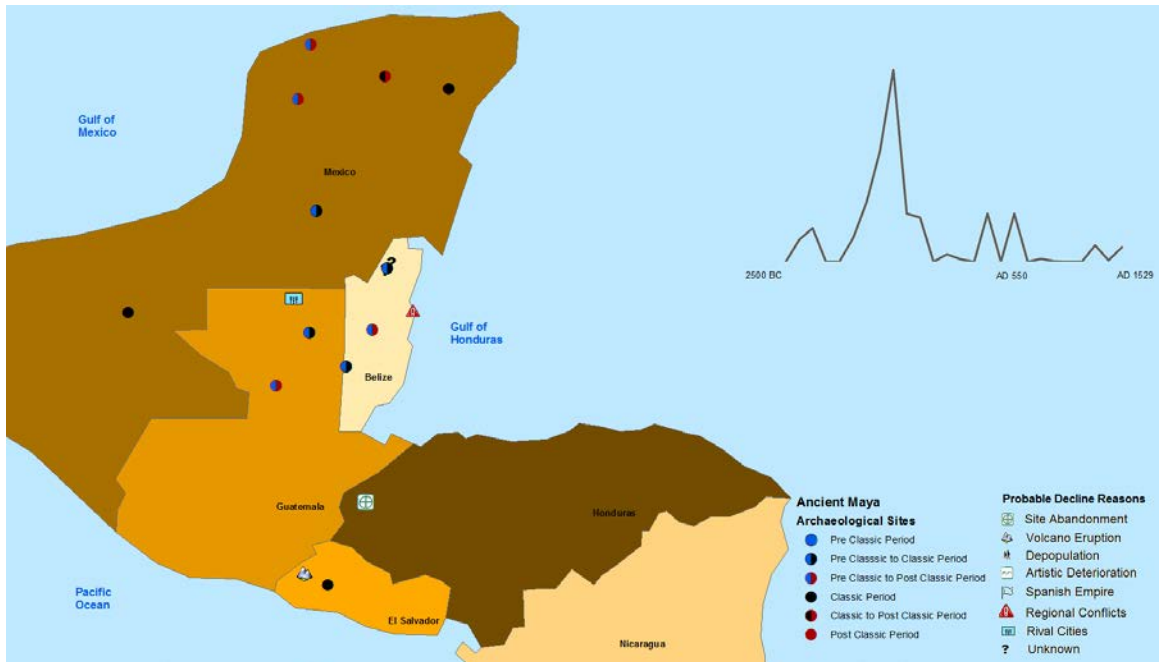 Gulf of
Mexico
Mexico
Gulf of
Honduras
Belize
Guatemala
Honduras
Pacific
Ocean
El Salvador
Nicaragua
2500 BC
AD 550
AD 1529
Ancient Maya
Archaeological Sites
Pre Classic Period
Pre Classsic to Classic Period
Pre Classic to Post Classic Period
Classic Period
Classic to Post Classic Period
Post Classic Period
Probable Decline Reasons
Site Abandonment
Volcano Eruption
Depopulation
Artistic Deterioration
Spanish Empire
Regional Conflicts
Rival Cities
? Unknown
?